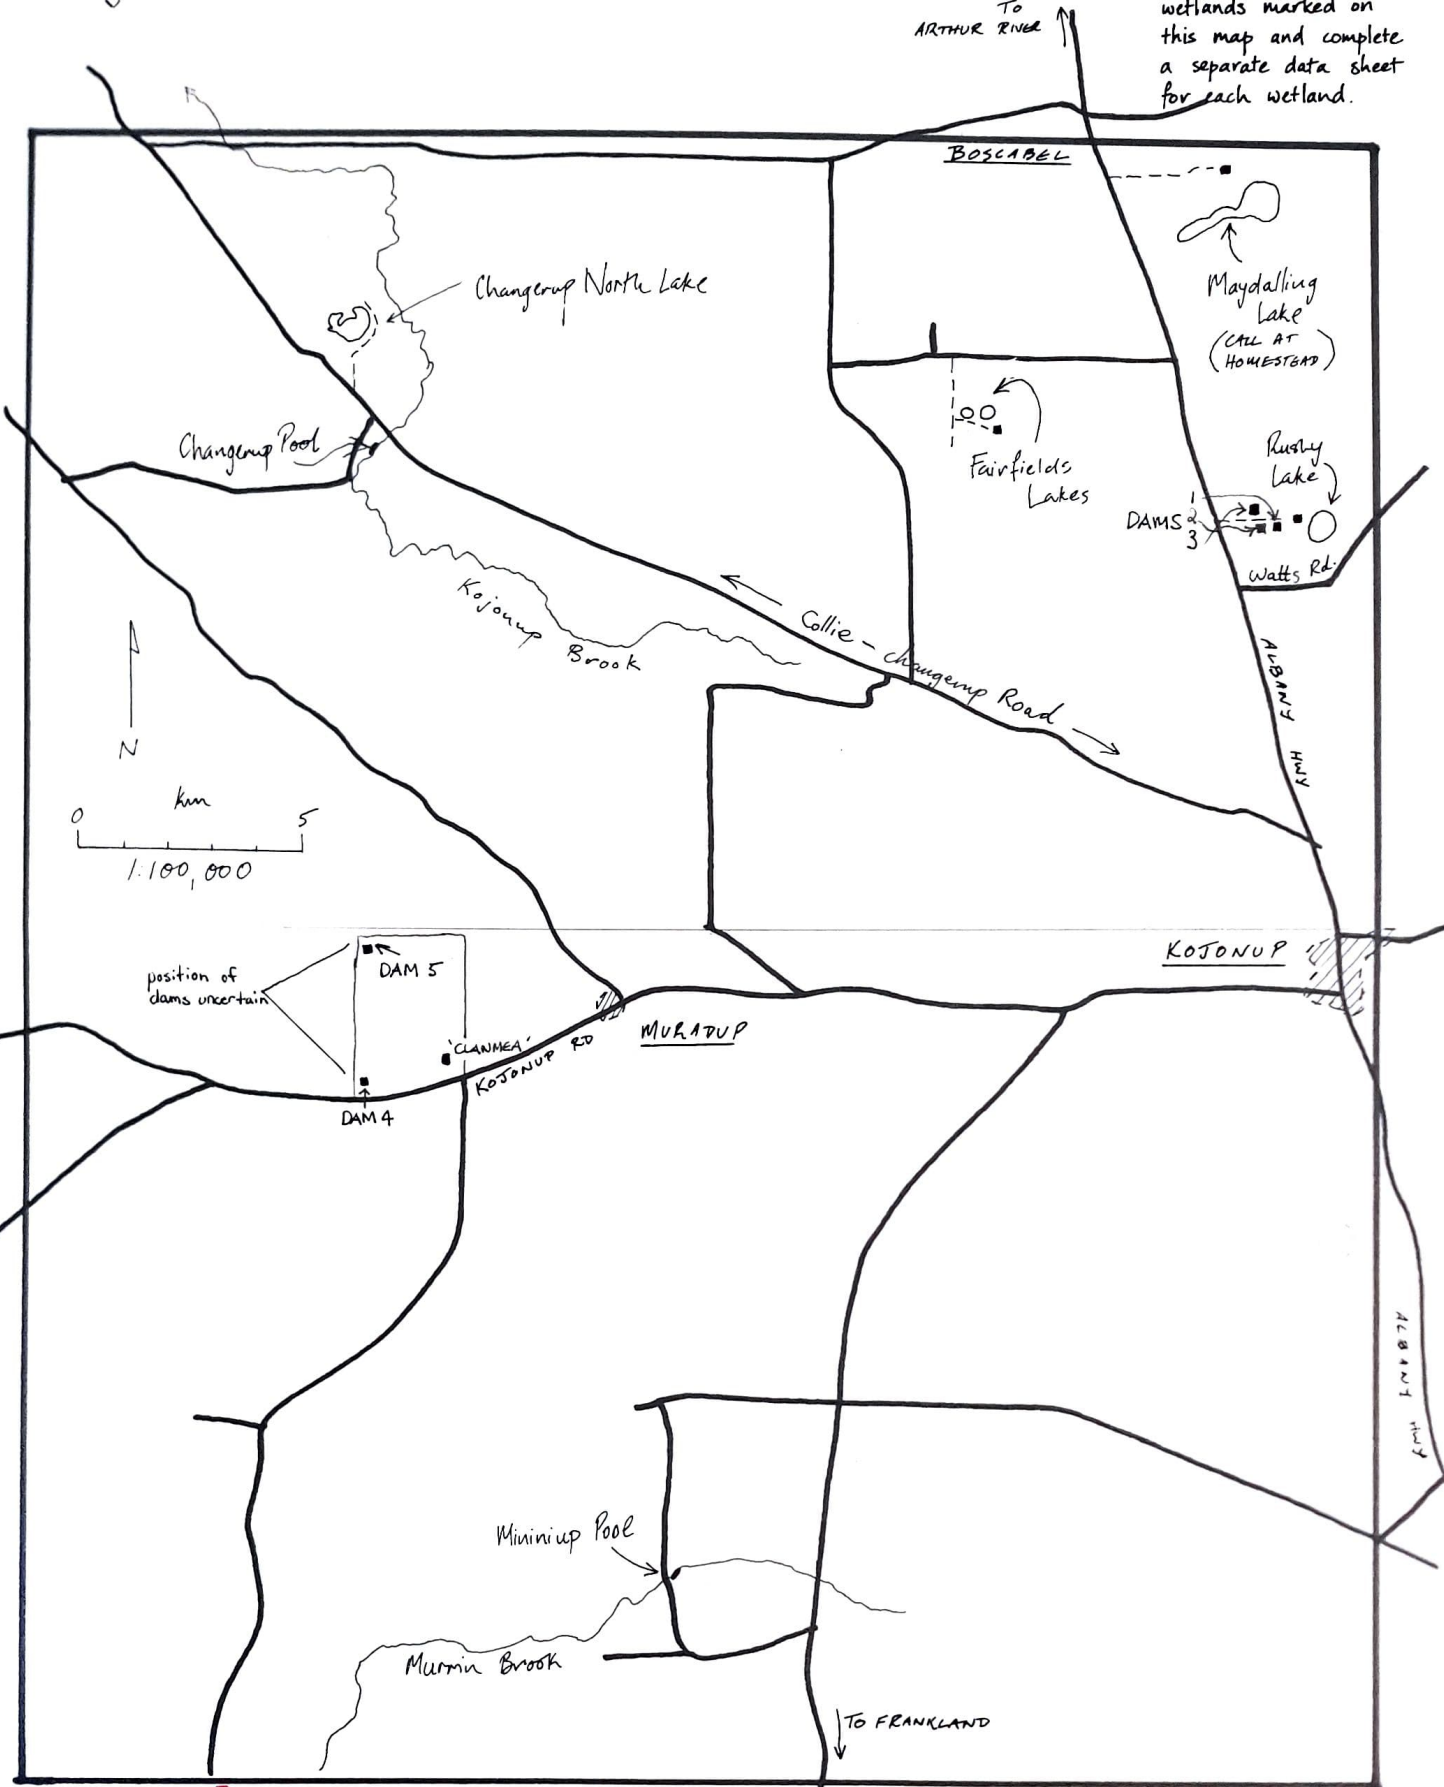 TO
ARTHUR RIVER
wetlands marked on
this map and complete
a separate data sheet
for each wetland.
BOSCABEL
Changerup North Lake
Maydalling
Lake
(CALL AT
HOMESTEAD)
Changerup Pool
Fairfields
Lakes
Rushy
Lake
DAMS 1
2
3
Watts Rd.
Kojonup
Brook
Collie - Changerup Road
ALBANY HWY
N
km
0 5
1:100,000
KOJONUP
position of
dams uncertain
DAM 5
'CLANMEA'
KOJONUP RD
MURADUP
DAM 4
ALBANY HWY
Mininiup Pool
Murrin Brook
TO FRANKLAND